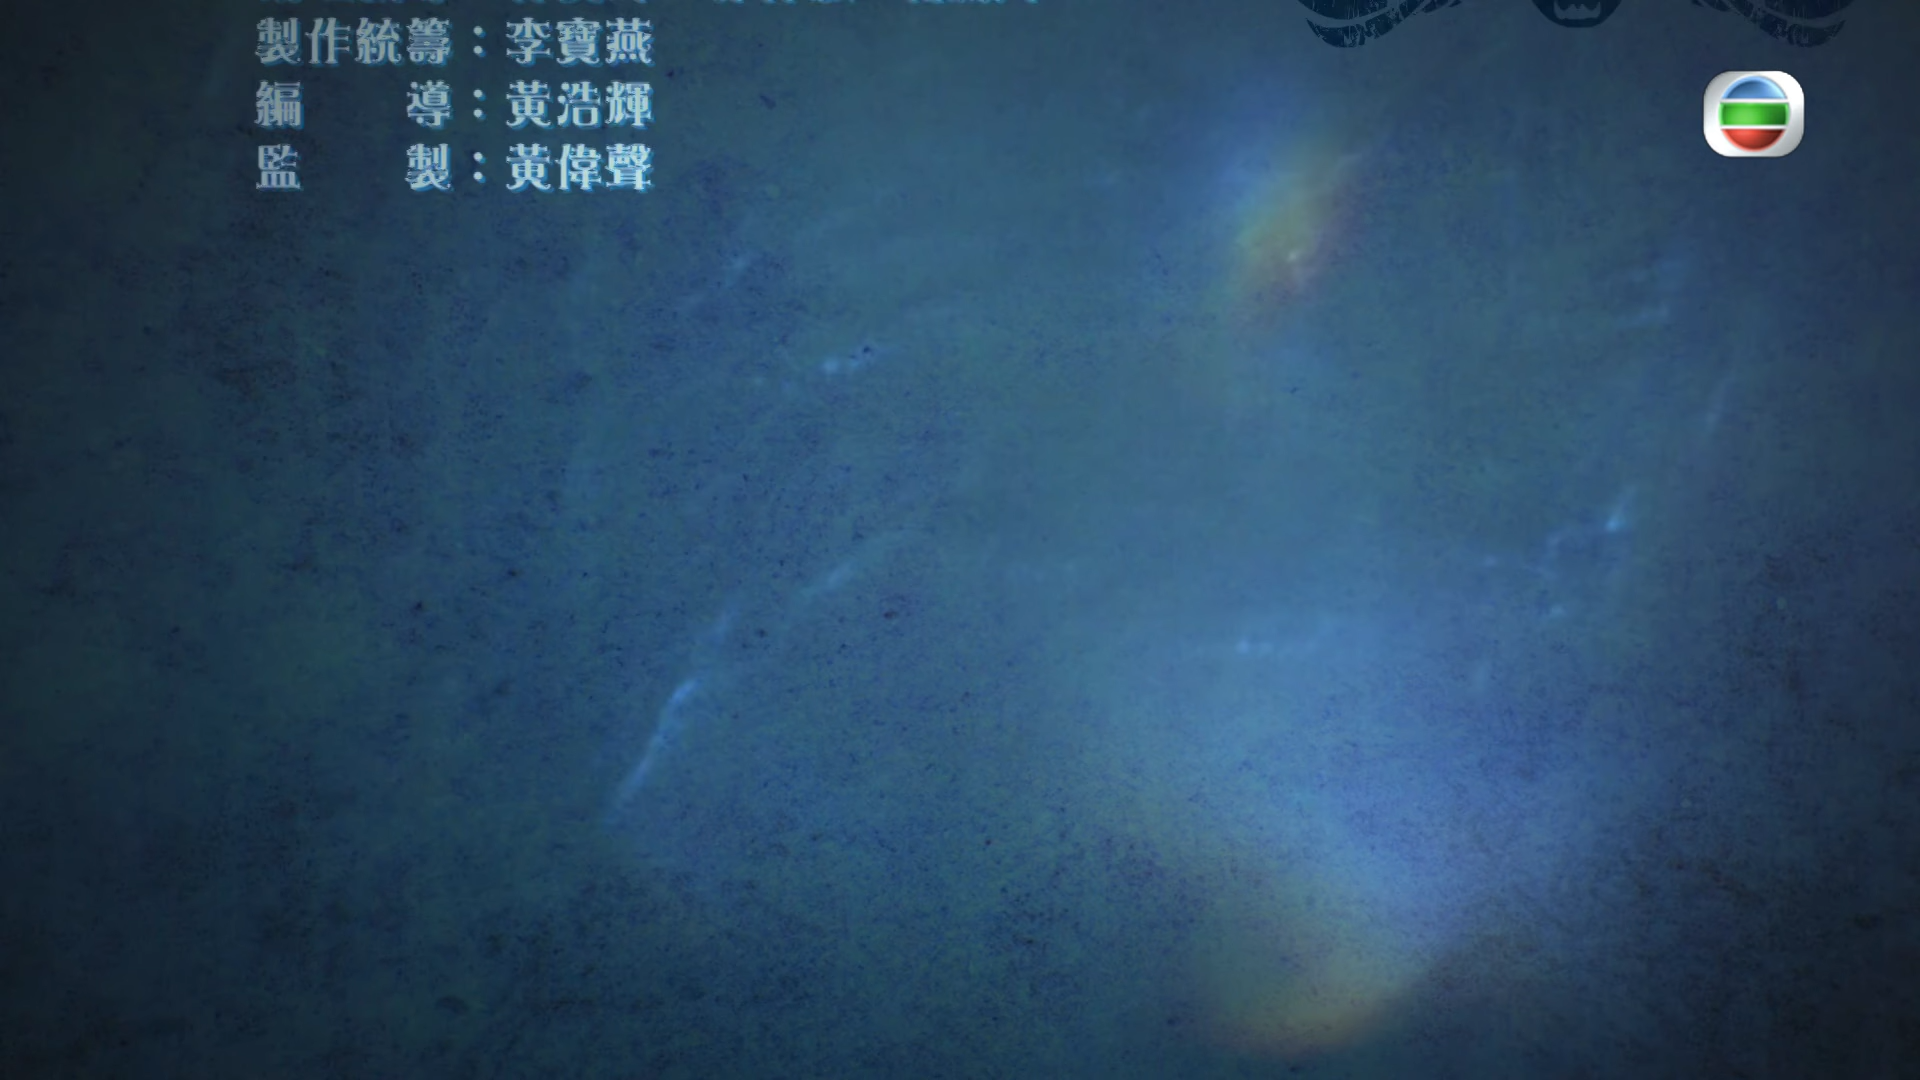 製作統籌：李寶燕
編　　導：黃浩輝
監　　製：黃偉聲